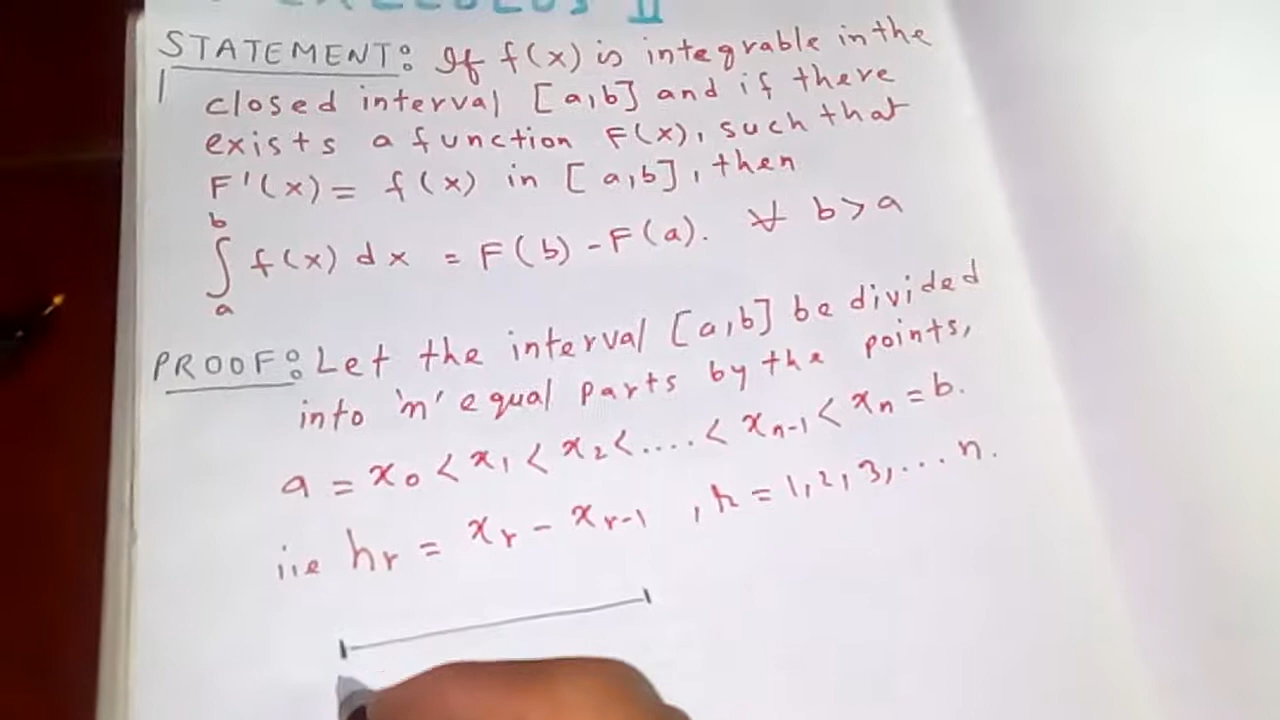 STATEMENT: If f(x) is integrable in the
closed interval [a,b] and if there
exists a function F(x), such that
F'(x) = f(x) in [a,b], then
∫ₐᵇ f(x) dx = F(b) - F(a). ∀ b > a
PROOF: Let the interval [a,b] be divided
into 'n' equal parts by the points,
a = x₀ < x₁ < x₂ < .... < xₙ₋₁ < xₙ = b.
i.e hᵣ = xᵣ - xᵣ₋₁ , r = 1, 2, 3, ... n.